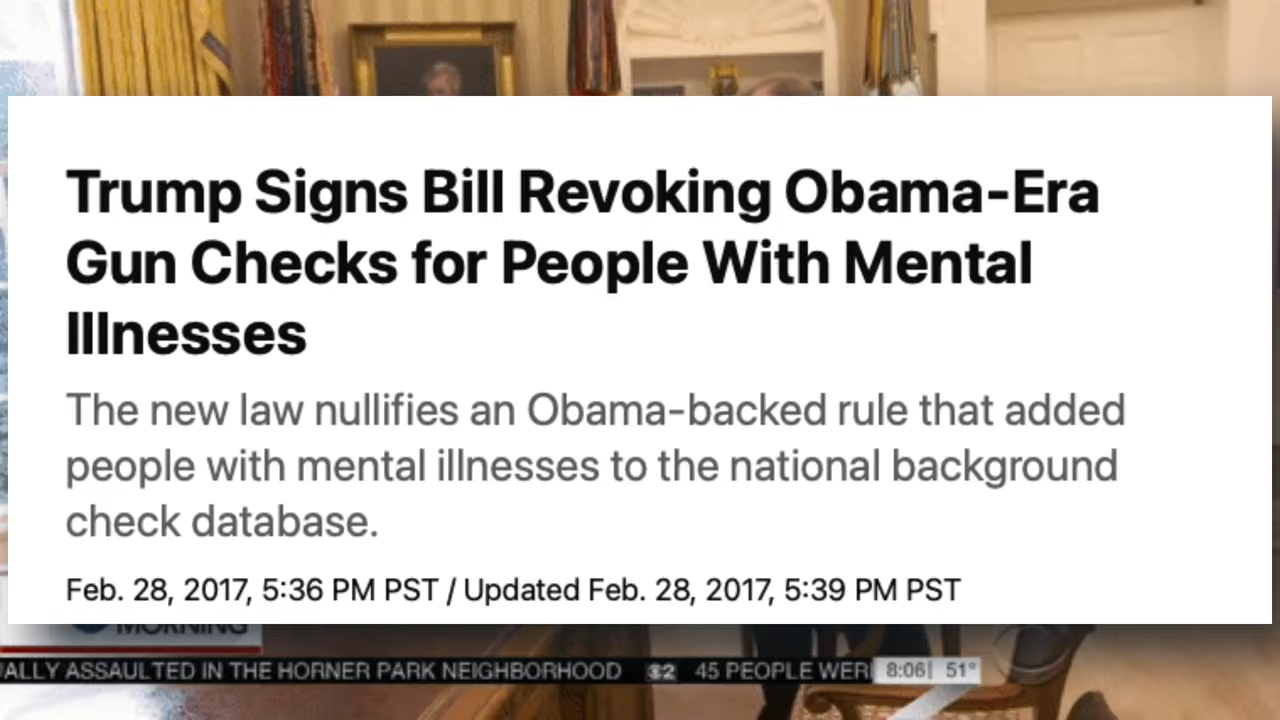 Trump Signs Bill Revoking Obama-Era
Gun Checks for People With Mental
Illnesses
The new law nullifies an Obama-backed rule that added
people with mental illnesses to the national background
check database.
Feb. 28, 2017, 5:36 PM PST / Updated Feb. 28, 2017, 5:39 PM PST
MORNING
ALLY ASSAULTED IN THE HORNER PARK NEIGHBORHOOD 2 45 PEOPLE WER 8:06 51°